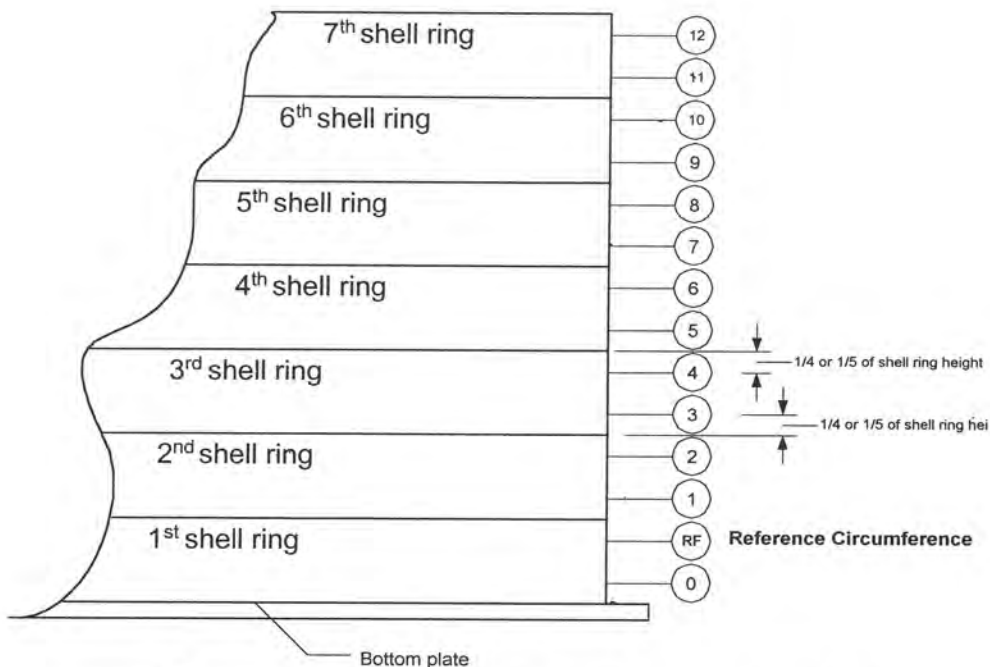 7th shell ring
12
11
6th shell ring
10
9
5th shell ring
8
7
4th shell ring
6
5
3rd shell ring
4
1/4 or 1/5 of shell ring height
3
1/4 or 1/5 of shell ring hei
2nd shell ring
2
1
1st shell ring
RF Reference Circumference
0
Bottom plate